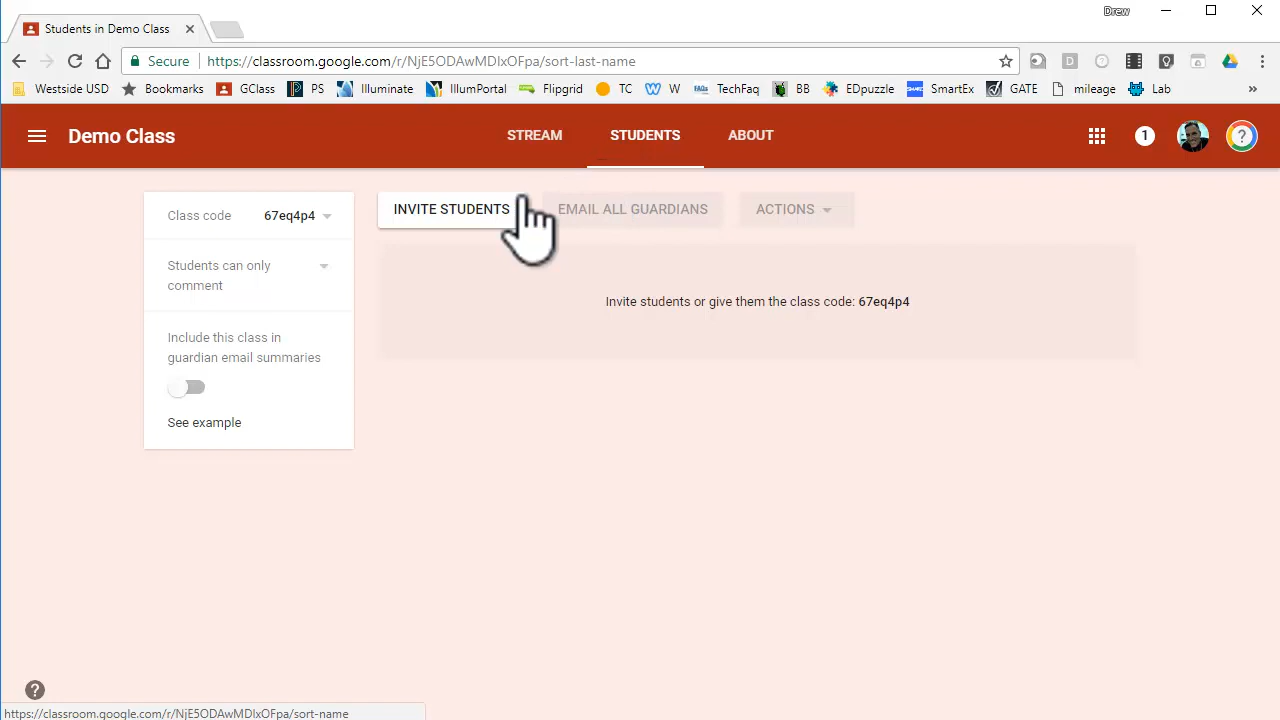 Drew
Students in Demo Class
Secure https://classroom.google.com/r/NjE5ODAwMDIxOFpa/sort-last-name
Westside USD Bookmarks GClass PS Illuminate IllumPortal Flipgrid TC W TechFaq BB EDpuzzle SmartEx GATE mileage Lab »
Demo Class STREAM STUDENTS ABOUT 1 ?
Class code 67eq4p4
INVITE STUDENTS EMAIL ALL GUARDIANS ACTIONS
Students can only
comment
Invite students or give them the class code: 67eq4p4
Include this class in
guardian email summaries
See example
?
https://classroom.google.com/r/NjE5ODAwMDIxOFpa/sort-name